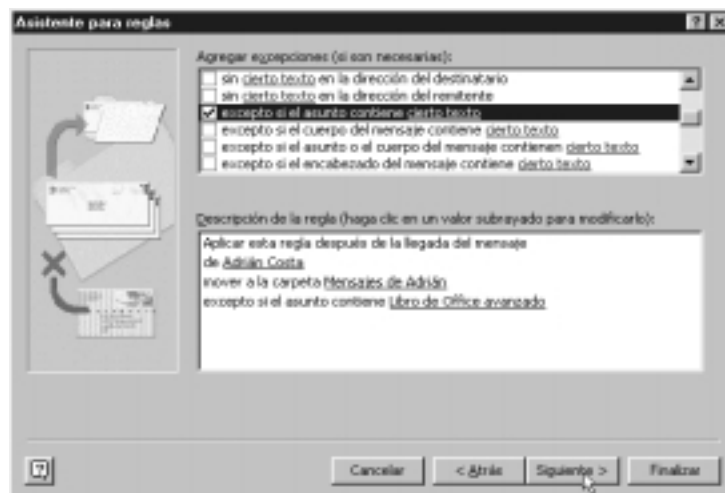 Asistente para reglas
Agregar excepciones (si son necesarias):
sin cierto texto en la dirección del destinatario
sin cierto texto en la dirección del remitente
excepto si el asunto contiene cierto texto
excepto si el cuerpo del mensaje contiene cierto texto
excepto si el asunto o el cuerpo del mensaje contienen cierto texto
excepto si el encabezado del mensaje contiene cierto texto
Descripción de la regla (haga clic en un valor subrayado para modificarlo):
Aplicar esta regla después de la llegada del mensaje
de Adrián Costa
mover a la carpeta Mensajes de Adrián
excepto si el asunto contiene Libro de Office avanzado
Cancelar < Atrás Siguiente > Finalizar